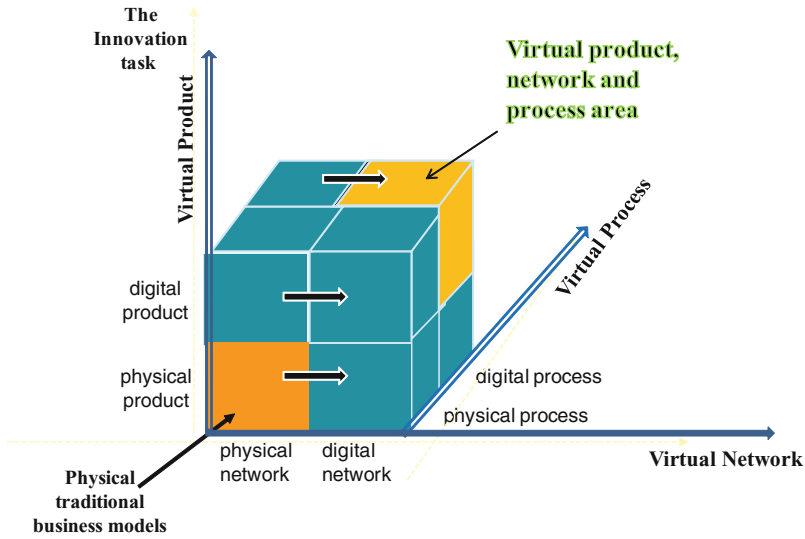 The
Innovation
task
Virtual Product
Virtual product,
network and
process area
Virtual Process
digital
product
physical
product
digital process
physical process
physical
network
digital
network
Virtual Network
Physical
traditional
business models